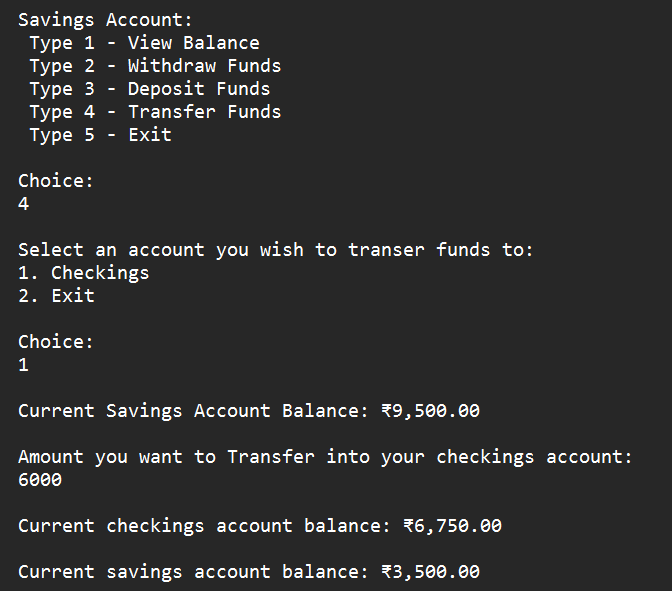 Savings Account:
Type 1 - View Balance
Type 2 - Withdraw Funds
Type 3 - Deposit Funds
Type 4 - Transfer Funds
Type 5 - Exit
Choice:
4
Select an account you wish to transer funds to:
1. Checkings
2. Exit
Choice:
1
Current Savings Account Balance: ₹9,500.00
Amount you want to Transfer into your checkings account:
6000
Current checkings account balance: ₹6,750.00
Current savings account balance: ₹3,500.00